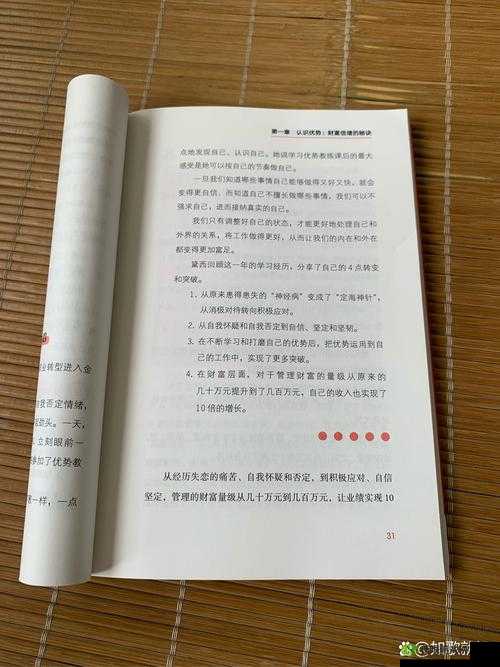 业转型进入金
我否定情绪，
劲头。一天，
立刻眼前一
参加了优势教
一样，一点
第一章 认识优势：财富倍增的秘诀
点地发现自己、认识自己。她说学习优势教练课后的最大
感受是她可以按自己的节奏做自己。
一旦我们知道哪些事情自己能够做得又好又快，就会
变得更自信，而知道自己不擅长做哪些事情，我们可以不
强求自己，进而接纳真实的自己。
我们只有调整好自己的状态，才能更好地处理自己和
外界的关系，将工作做得更好，从而让我们的内在和外在
都变得更加富足。
黛西回顾这一年的学习经历，分享了自己的4点转变
和突破。
1. 从原来患得患失的“神经病”变成了“定海神针”，
从消极对待转向积极应对。
2. 从自我怀疑和自我否定到自信、坚定和坚韧。
3. 在不断学习和打磨自己的优势后，把优势运用到自
己的工作中，实现了更多突破。
4. 在财富层面，对于管理财富的量级从原来的
几十万元提升到了几百万元，自己的收入也实现了
10倍的增长。
从经历失恋的痛苦、自我怀疑和否定，到积极应对、自信
坚定，管理的财富量级从几十万元到几百万元，让业绩实现 10
31